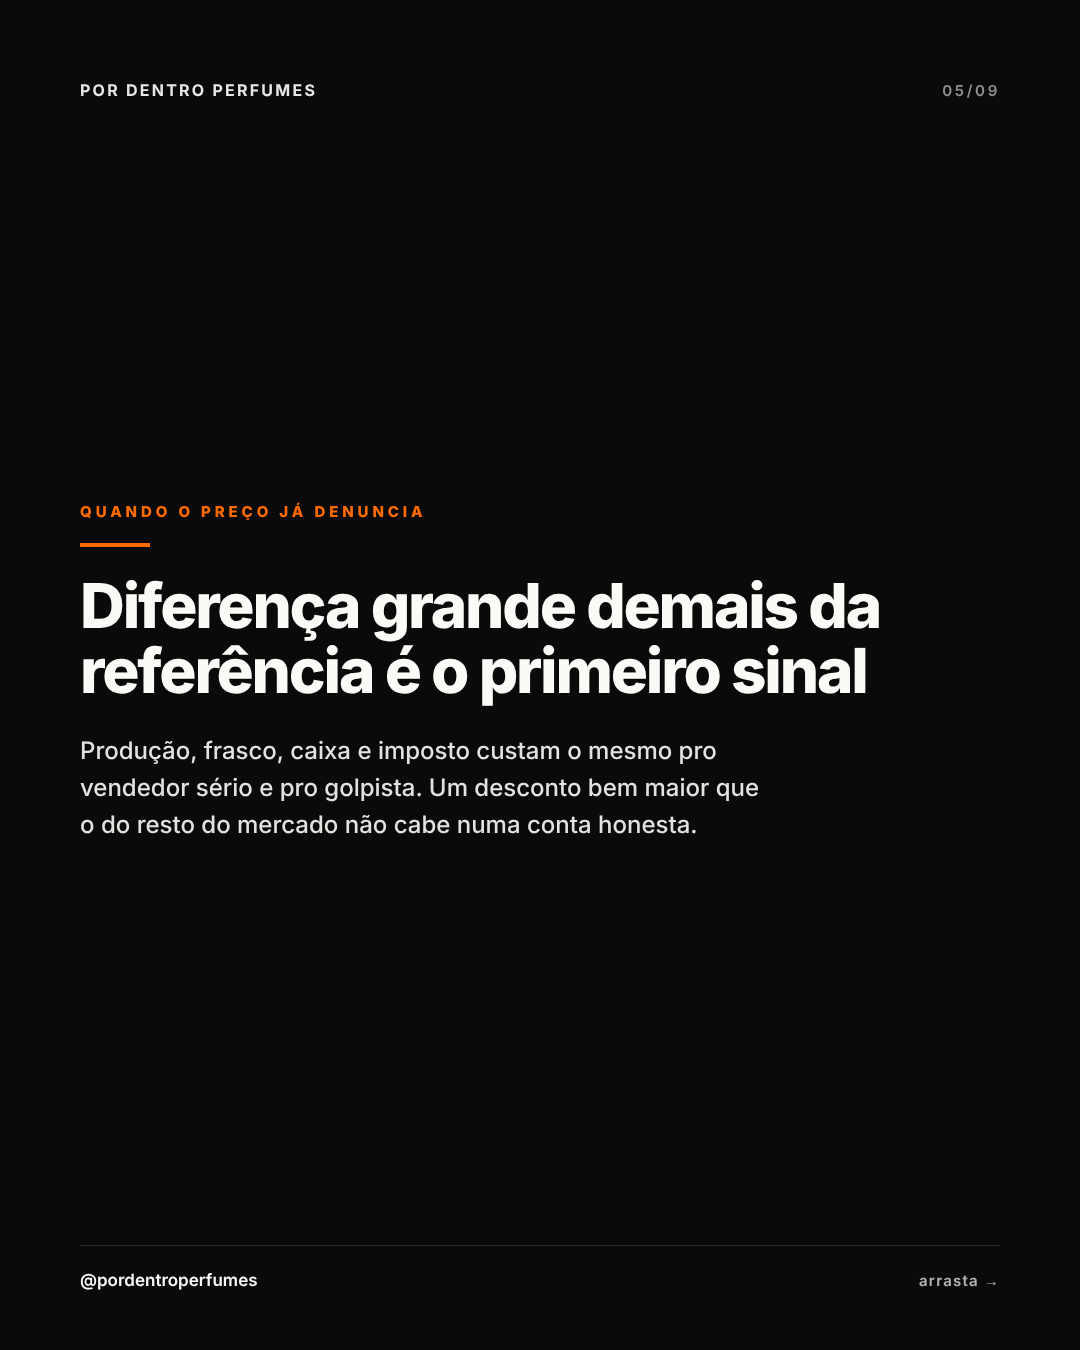 POR DENTRO PERFUMES
05/09
QUANDO O PREÇO JÁ DENUNCIA
Diferença grande demais da
referência é o primeiro sinal
Produção, frasco, caixa e imposto custam o mesmo pro
vendedor sério e pro golpista. Um desconto bem maior que
o do resto do mercado não cabe numa conta honesta.
@pordentroperfumes
arrasta →